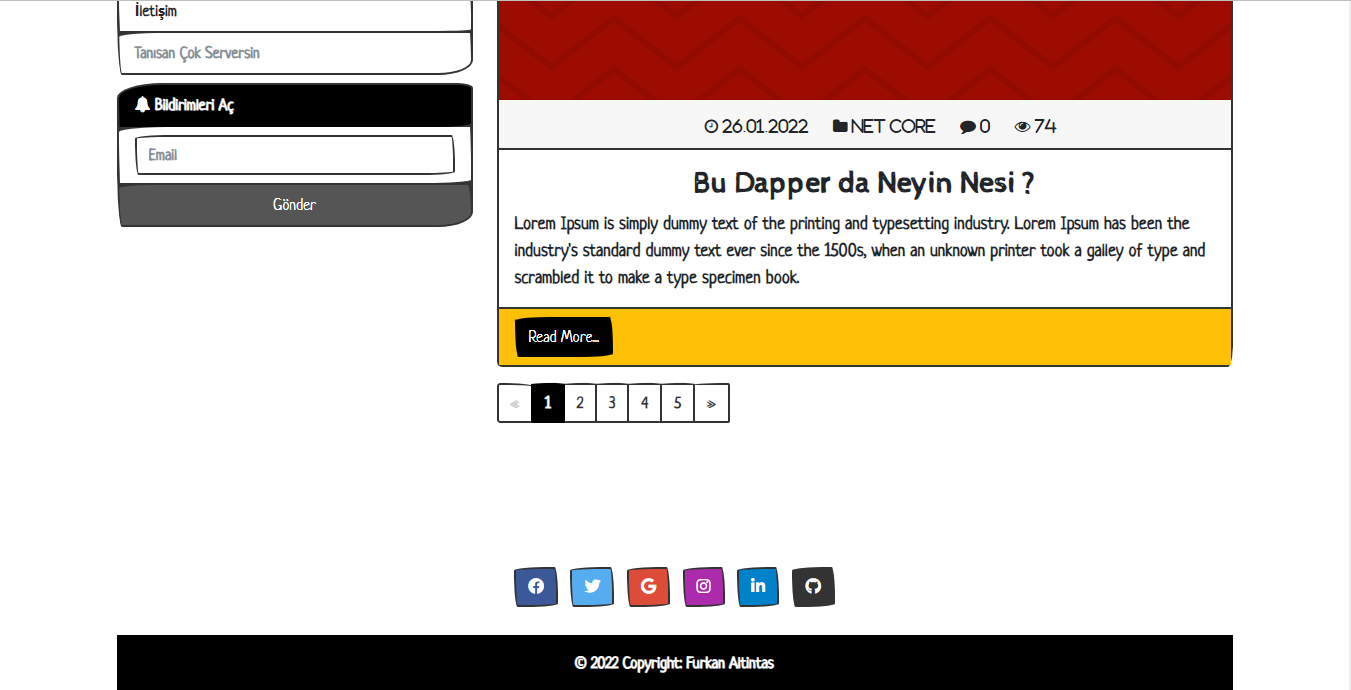 İletişim
Tanısan Çok Serversin
Bildirimleri Aç
Email
Gönder
26.01.2022 NET CORE 0 74
Bu Dapper da Neyin Nesi ?
Lorem Ipsum is simply dummy text of the printing and typesetting industry. Lorem Ipsum has been the
industry's standard dummy text ever since the 1500s, when an unknown printer took a galley of type and
scrambled it to make a type specimen book.
Read More...
« 1 2 3 4 5 »
© 2022 Copyright: Furkan Altintas